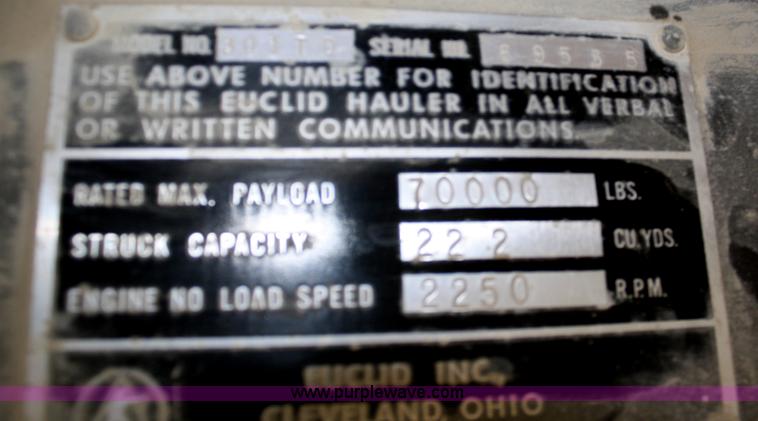 MODEL NO. SERIAL NO.
USE ABOVE NUMBER FOR IDENTIFICATION
OF THIS EUCLID HAULER IN ALL VERBAL
OR WRITTEN COMMUNICATIONS.
RATED MAX. PAYLOAD 70000 LBS.
STRUCK CAPACITY 22 2 CU.YDS.
ENGINE NO LOAD SPEED 2250 R.P.M.
EUCLID INC.
www.purplewave.com
CLEVELAND, OHIO